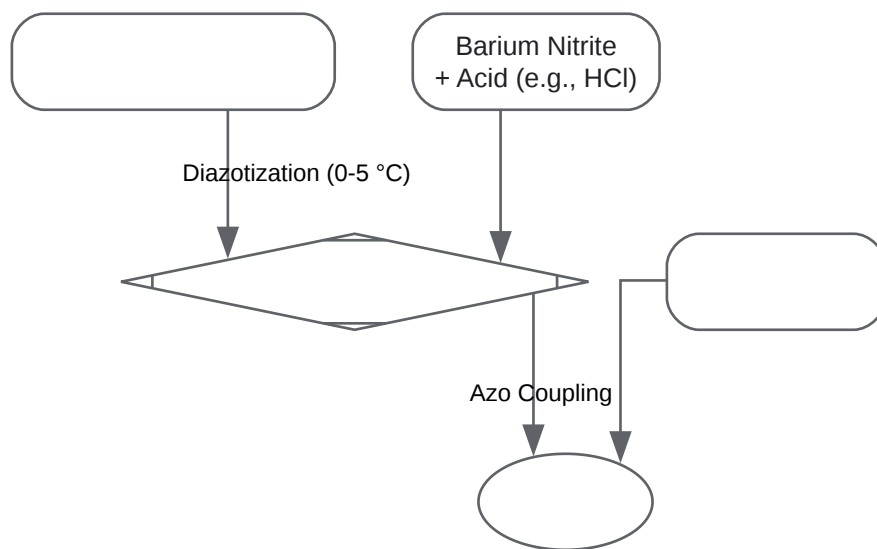 Barium Nitrite
+ Acid (e.g., HCl)
Diazotization (0-5 °C)
Azo Coupling